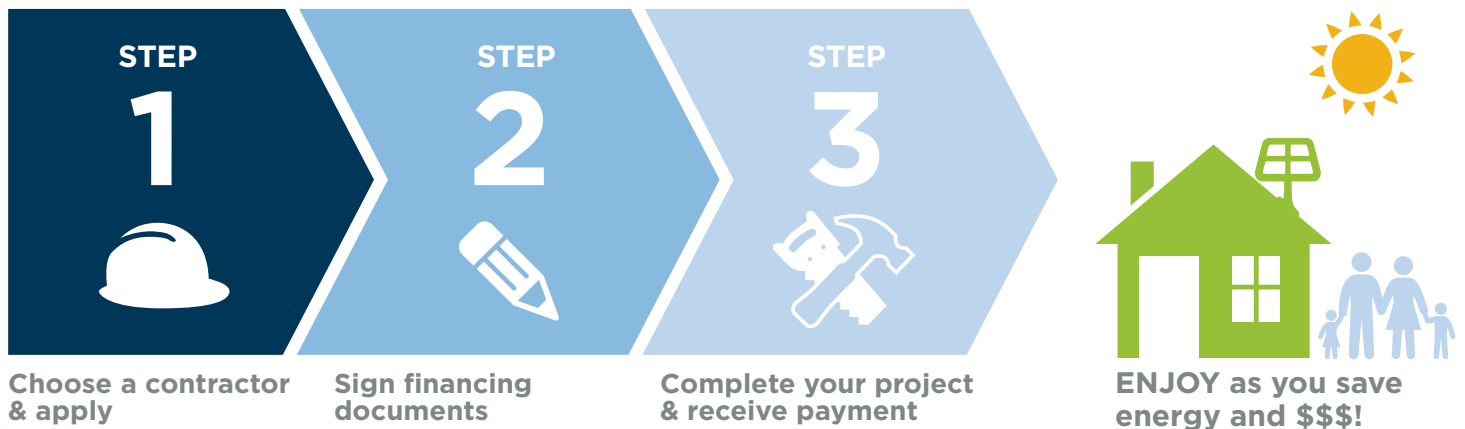 STEP
1
STEP
2
STEP
3
Choose a contractor
& apply
Sign financing
documents
Complete your project
& receive payment
ENJOY as you save
energy and $$$!